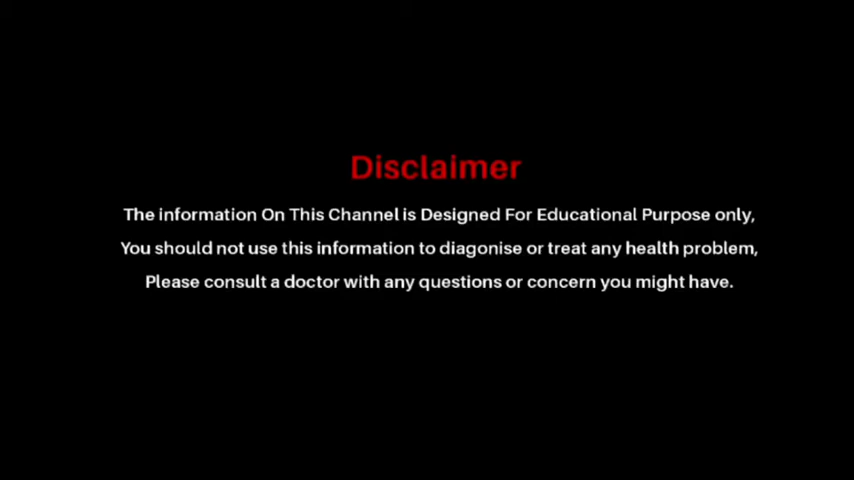 Disclaimer
The information On This Channel is Designed For Educational Purpose only,
You should not use this information to diagonise or treat any health problem,
Please consult a doctor with any questions or concern you might have.